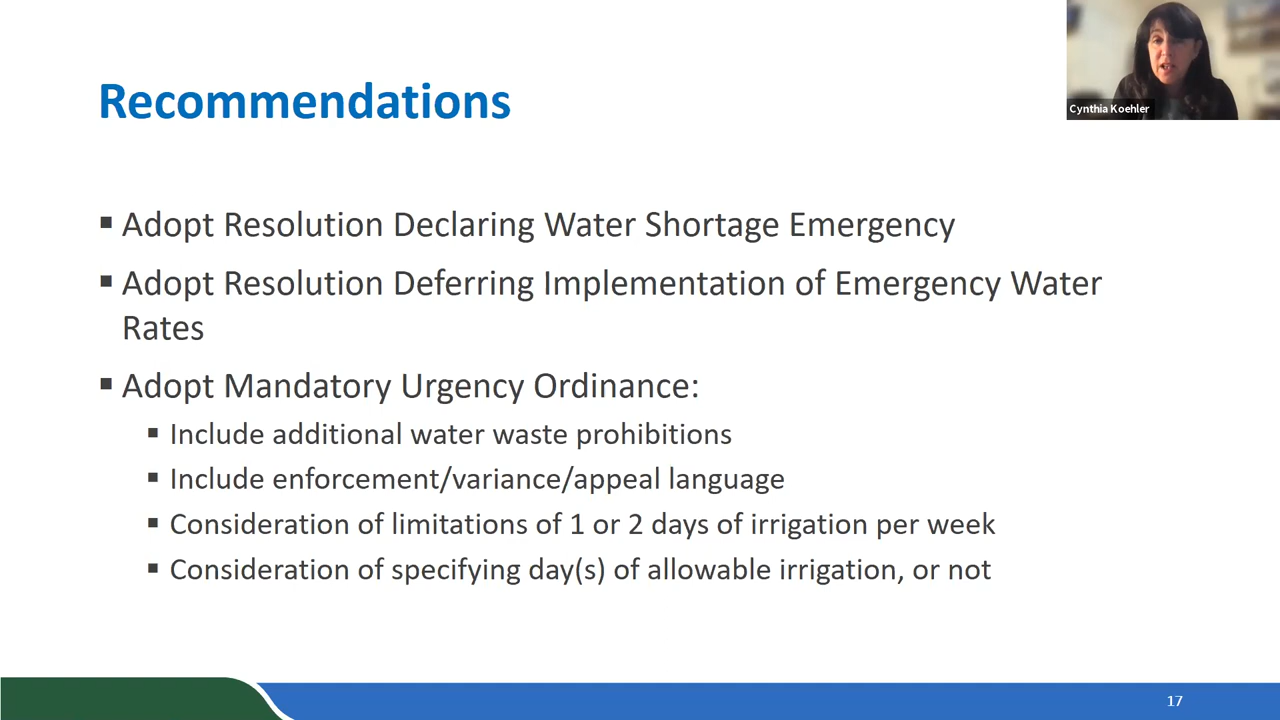 Recommendations
Cynthia Koehler
▪ Adopt Resolution Declaring Water Shortage Emergency
▪ Adopt Resolution Deferring Implementation of Emergency Water
Rates
▪ Adopt Mandatory Urgency Ordinance:
▪ Include additional water waste prohibitions
▪ Include enforcement/variance/appeal language
▪ Consideration of limitations of 1 or 2 days of irrigation per week
▪ Consideration of specifying day(s) of allowable irrigation, or not
17